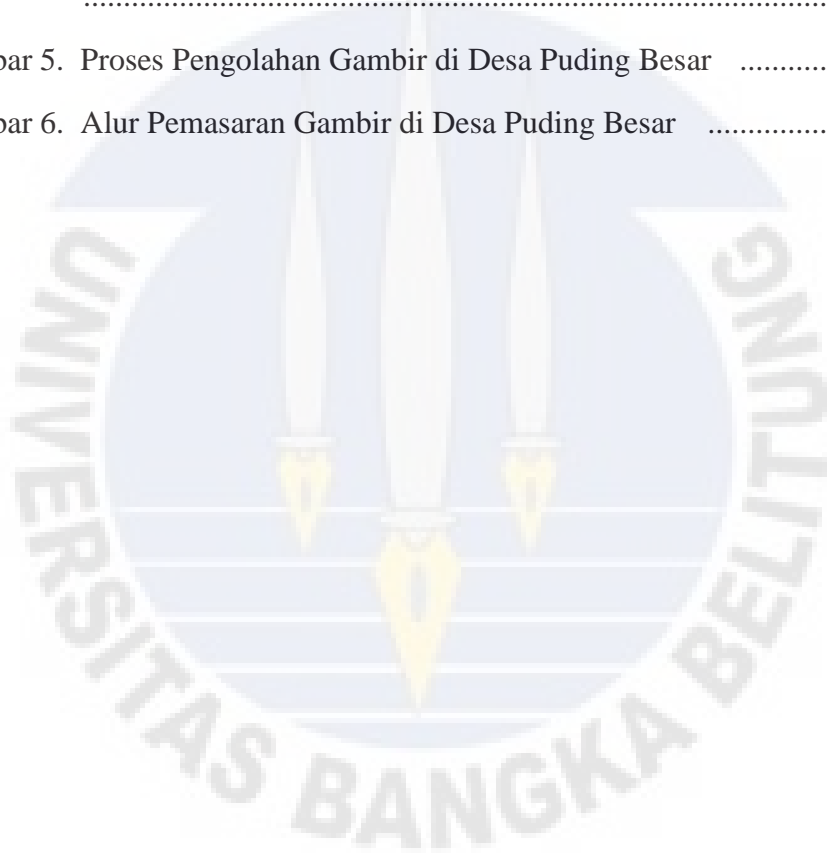 ................................................................................
bar 5. Proses Pengolahan Gambir di Desa Puding Besar ...........
bar 6. Alur Pemasaran Gambir di Desa Puding Besar ...............
UNIVERSITAS BANGKA BELITUNG